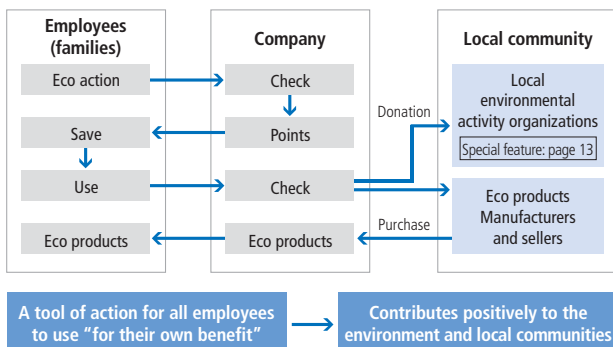 Employees
(families)
Company
Local community
Eco action
Check
Local
environmental
activity organizations
Special feature: page 13
Donation
Save
Points
Use
Check
Eco products
Manufacturers
and sellers
Purchase
Eco products
Eco products
A tool of action for all employees
to use “for their own benefit”
Contributes positively to the
environment and local communities